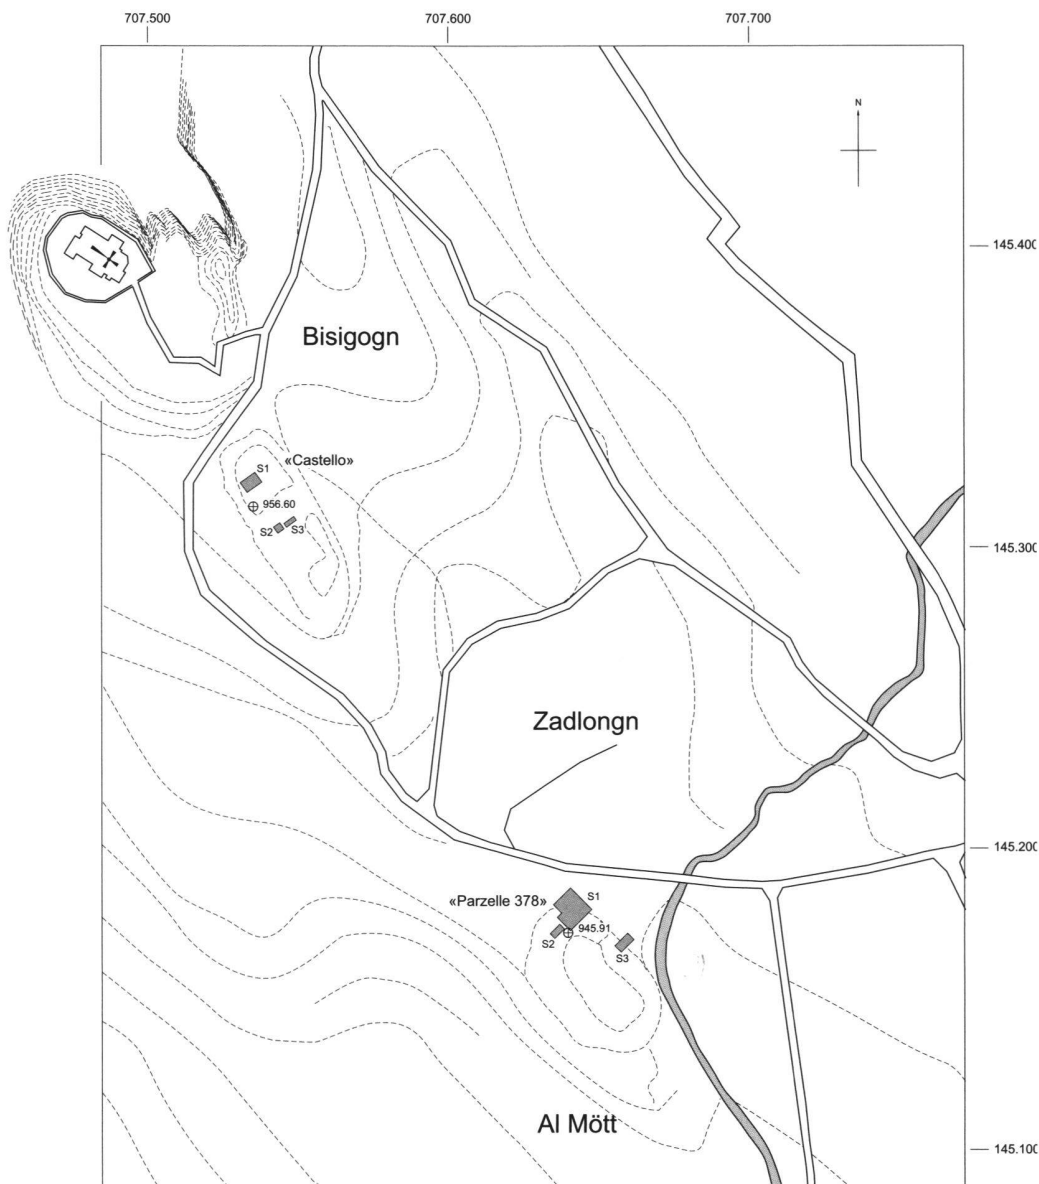 707.500
707.600
707.700
N
145.400
Bisigogn
«Castello»
S1
956.60
S2
S3
145.300
Zadlongn
145.200
«Parzelle 378»
S1
945.91
S2
S3
Al Mött
145.100